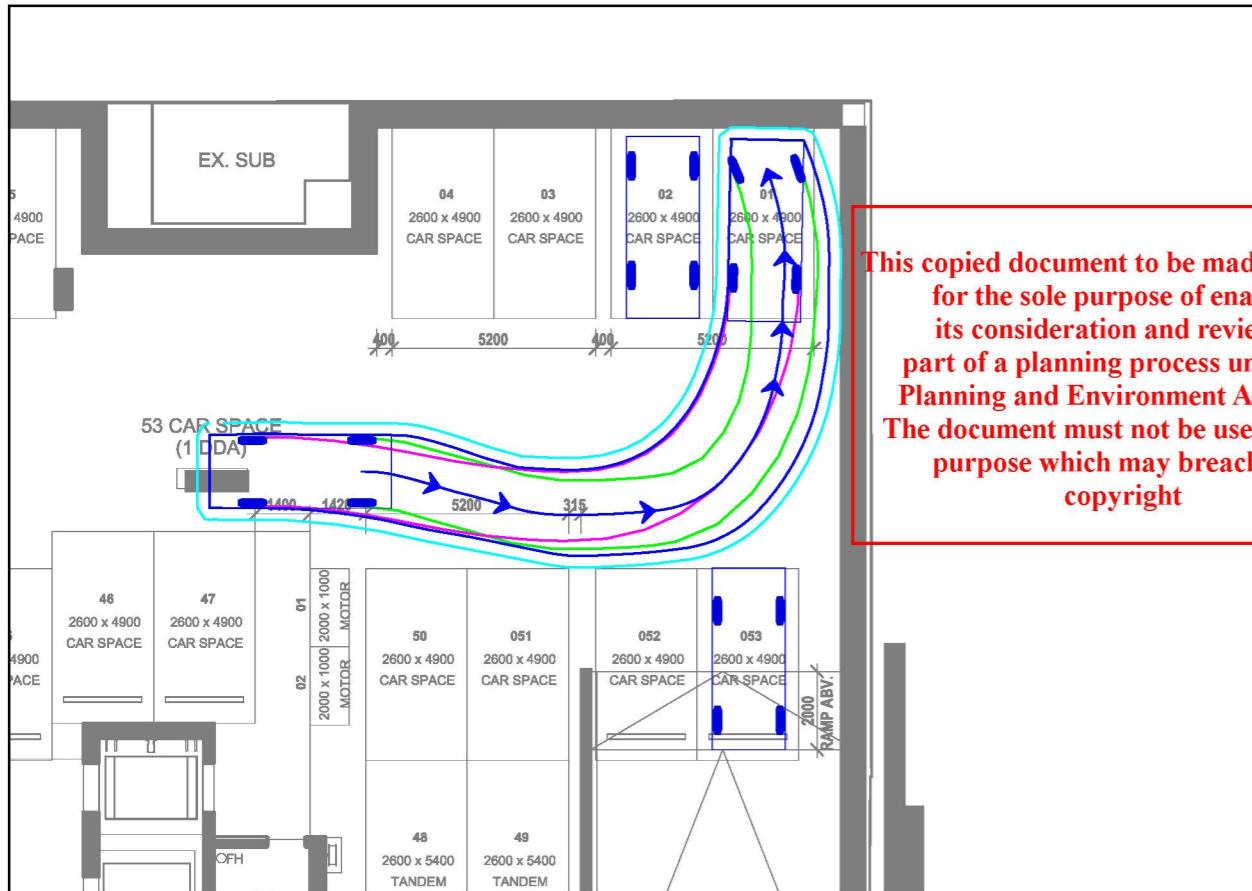 EX. SUB
5
4900
PACE
04
2600 x 4900
CAR SPACE
03
2600 x 4900
CAR SPACE
02
2600 x 4900
CAR SPACE
01
2600 x 4900
CAR SPACE
This copied document to be mad
for the sole purpose of ena
its consideration and revie
part of a planning process un
Planning and Environment A
The document must not be use
purpose which may breach
copyright
400
5200
400
5200
53 CAR SPACE
(1 DDA)
1400
1420
5200
315
46
2600 x 4900
CAR SPACE
47
2600 x 4900
CAR SPACE
01
2000 x 1000
MOTOR
02
2000 x 1000
MOTOR
50
2600 x 4900
CAR SPACE
051
2600 x 4900
CAR SPACE
052
2600 x 4900
CAR SPACE
053
2600 x 4900
CAR SPACE
2000
RAMP ABV.
4900
PACE
48
2600 x 5400
TANDEM
49
2600 x 5400
TANDEM
FH